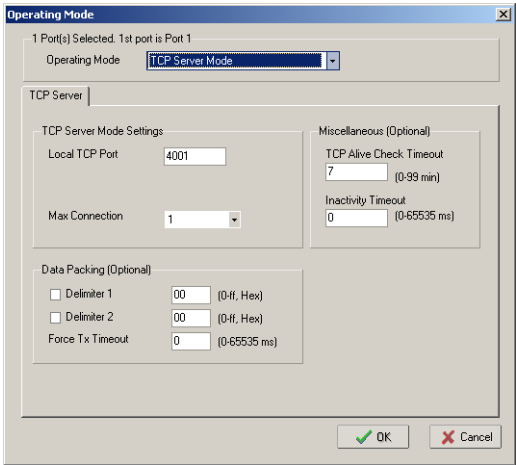 Operating Mode
1 Port(s) Selected. 1st port is Port 1
Operating Mode TCP Server Mode
TCP Server
TCP Server Mode Settings
Local TCP Port 4001
Max Connection 1
Miscellaneous (Optional)
TCP Alive Check Timeout
7 (0-99 min)
Inactivity Timeout
0 (0-65535 ms)
Data Packing (Optional)
Delimiter 1 00 (0-ff, Hex)
Delimiter 2 00 (0-ff, Hex)
Force Tx Timeout 0 (0-65535 ms)
OK Cancel